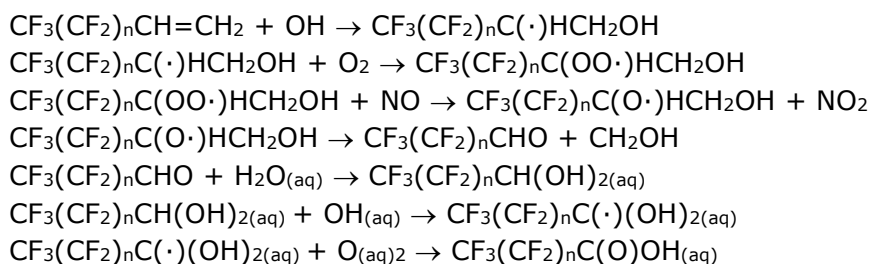 CF₃(CF₂)ₙCH=CH₂ + OH → CF₃(CF₂)ₙC(·)HCH₂OH
CF₃(CF₂)ₙC(·)HCH₂OH + O₂ → CF₃(CF₂)ₙC(OO·)HCH₂OH
CF₃(CF₂)ₙC(OO·)HCH₂OH + NO → CF₃(CF₂)ₙC(O·)HCH₂OH + NO₂
CF₃(CF₂)ₙC(O·)HCH₂OH → CF₃(CF₂)ₙCHO + CH₂OH
CF₃(CF₂)ₙCHO + H₂O(aq) → CF₃(CF₂)ₙCH(OH)₂(aq)
CF₃(CF₂)ₙCH(OH)₂(aq) + OH(aq) → CF₃(CF₂)ₙC(·)(OH)₂(aq)
CF₃(CF₂)ₙC(·)(OH)₂(aq) + O(aq)₂ → CF₃(CF₂)ₙC(O)OH(aq)